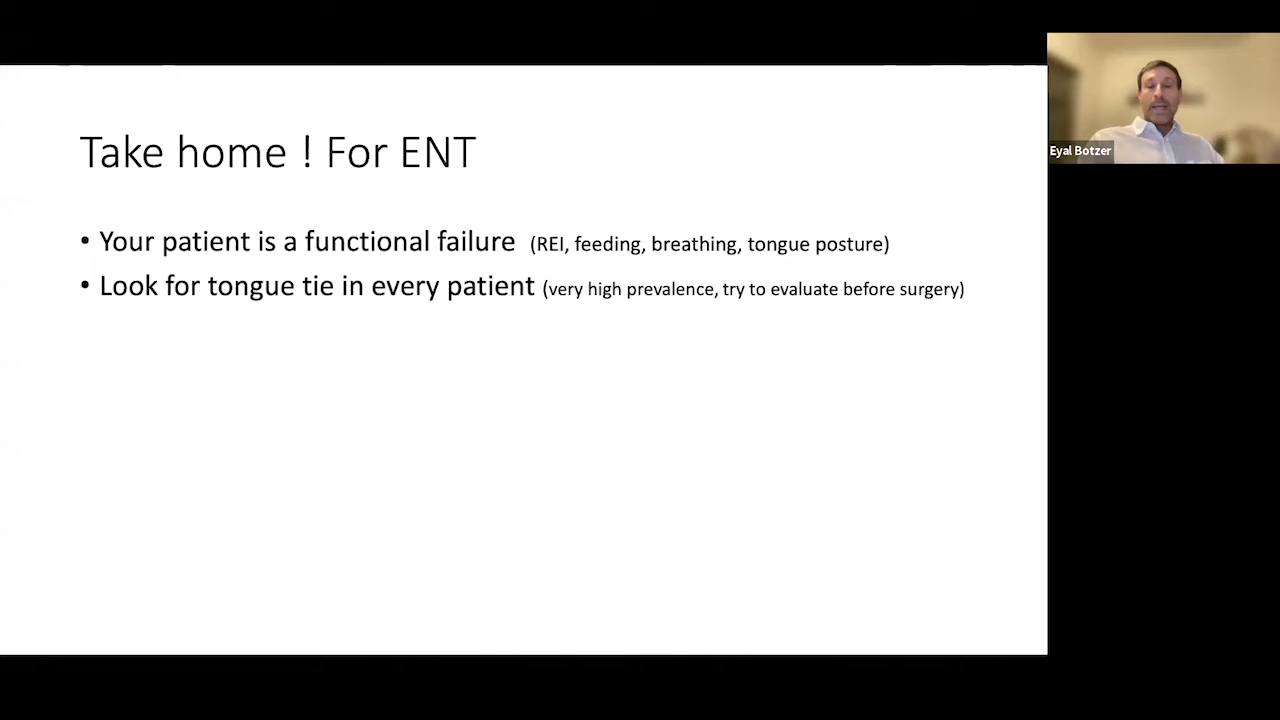 Take home ! For ENT
• Your patient is a functional failure (REI, feeding, breathing, tongue posture)
• Look for tongue tie in every patient (very high prevalence, try to evaluate before surgery)
Eyal Botzer